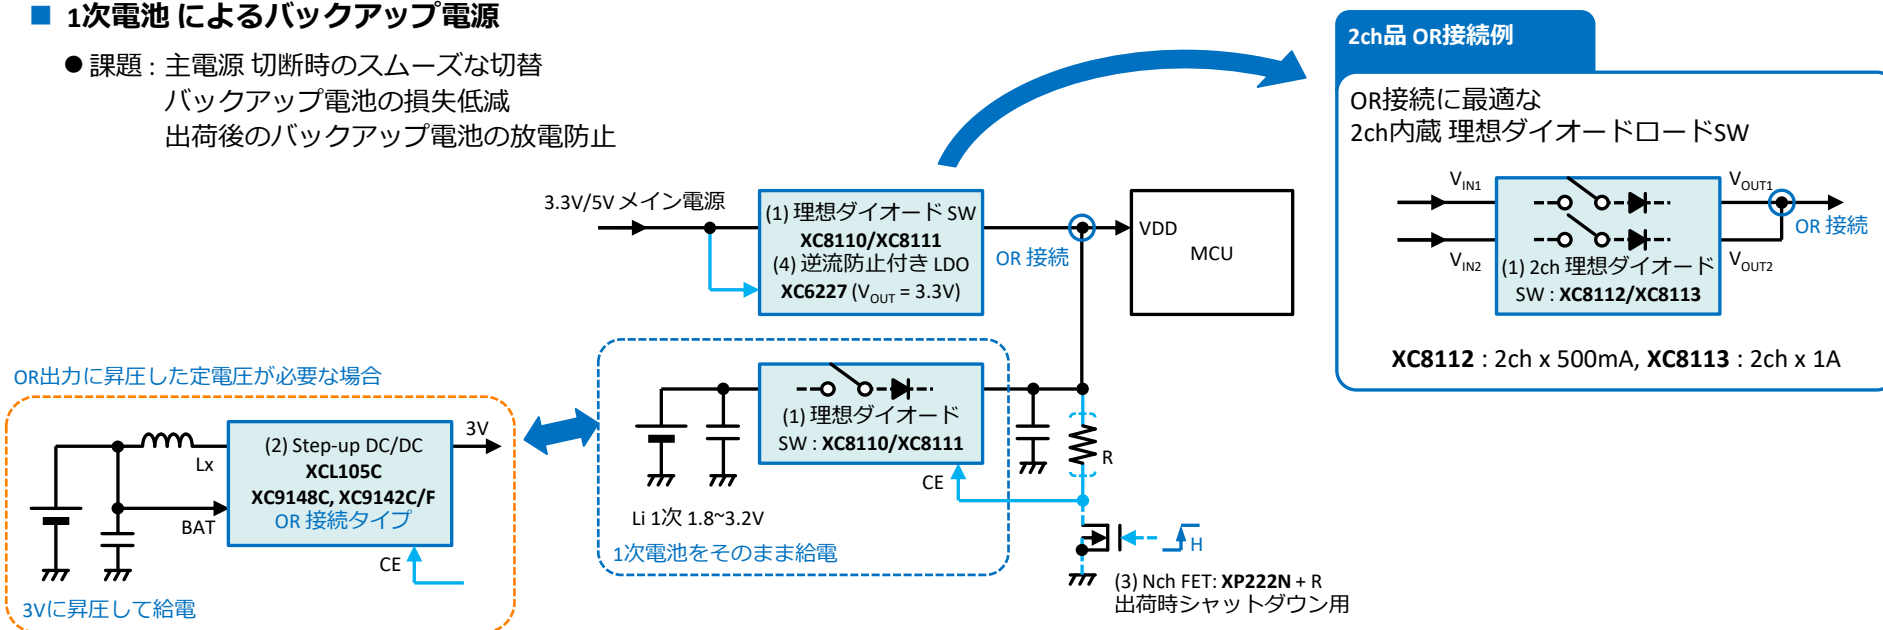 ■ 1次電池 によるバックアップ電源
● 課題 : 主電源 切断時のスムーズな切替
バックアップ電池の損失低減
出荷後のバックアップ電池の放電防止
3.3V/5V メイン電源
(1) 理想ダイオード SW
XC8110/XC8111
(4) 逆流防止付き LDO
XC6227 (VOUT = 3.3V)
OR 接続
VDD
MCU
2ch品 OR接続例
OR接続に最適な
2ch内蔵 理想ダイオードロードSW
VIN1
VIN2
VOUT1
OR 接続
VOUT2
(1) 2ch 理想ダイオード
SW : XC8112/XC8113
XC8112 : 2ch x 500mA, XC8113 : 2ch x 1A
OR出力に昇圧した定電圧が必要な場合
Lx
(2) Step-up DC/DC
XCL105C
XC9148C, XC9142C/F
OR 接続タイプ
3V
BAT
CE
3Vに昇圧して給電
(1) 理想ダイオード
SW : XC8110/XC8111
CE
Li 1次 1.8~3.2V
1次電池をそのまま給電
R
H
(3) Nch FET: XP222N + R
出荷時シャットダウン用